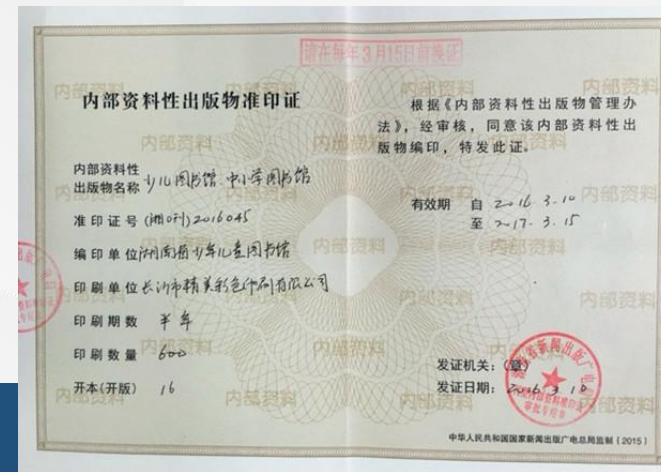 请在每年3月15日前换证
内部资料性出版物准印证
内部资料性
出版物名称 少儿图书馆.中小学图书馆
准印证号 (湘O刊)2016045
编印单位 湖南省少年儿童图书馆
印刷单位 长沙市精美彩色印刷有限公司
印刷期数 半年
印刷数量 600
开本(开版) 16
根据《内部资料性出版物管理办
法》，经审核，同意该内部资料性出
版物编印，特发此证。
有效期 自 2016.3.10
至 2017.3.15
发证机关：(章)
发证日期：2016.3.10
中华人民共和国国家新闻出版广电总局监制（2015）
内部资料